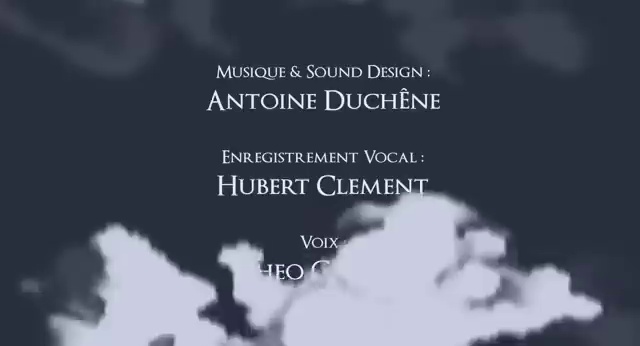 Musique & Sound Design :
Antoine Duchêne
Enregistrement Vocal :
Hubert Clement
Voix :